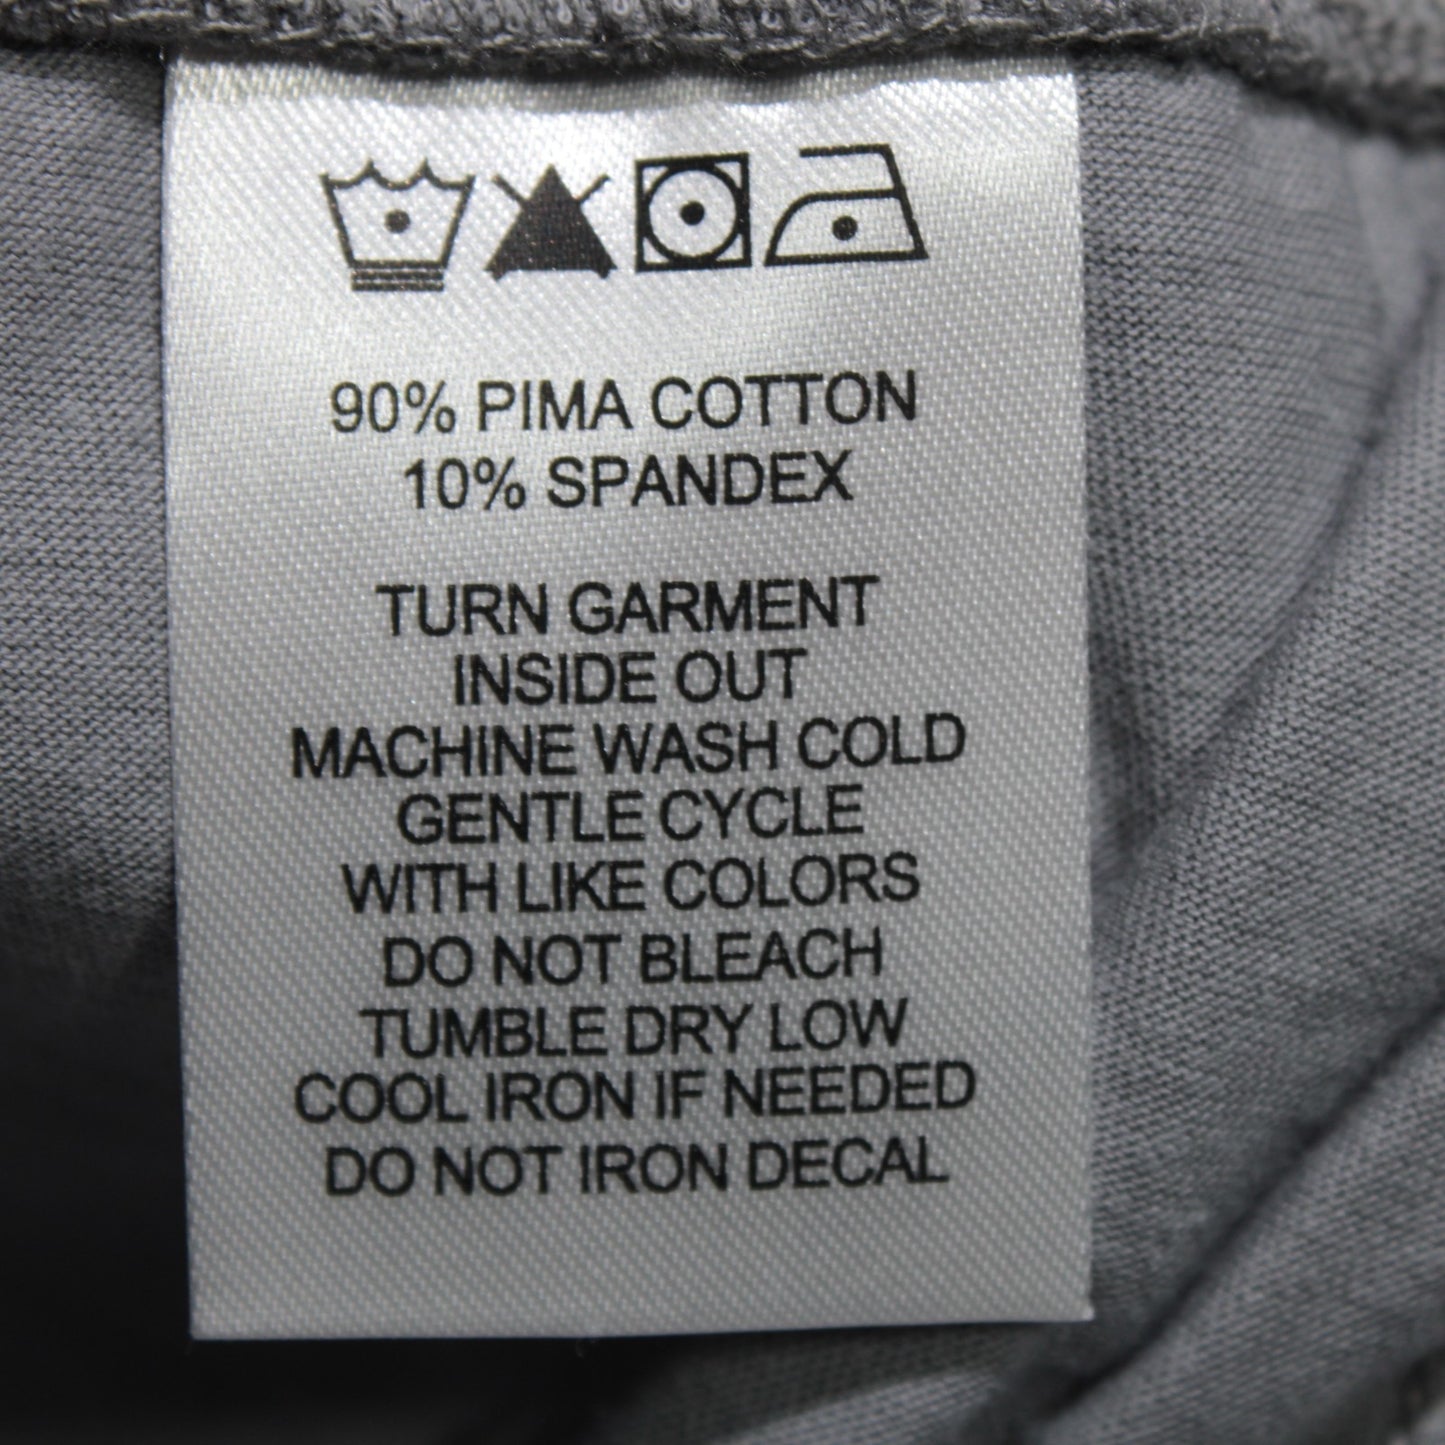 90% PIMA COTTON
10% SPANDEX
TURN GARMENT
INSIDE OUT
MACHINE WASH COLD
GENTLE CYCLE
WITH LIKE COLORS
DO NOT BLEACH
TUMBLE DRY LOW
COOL IRON IF NEEDED
DO NOT IRON DECAL